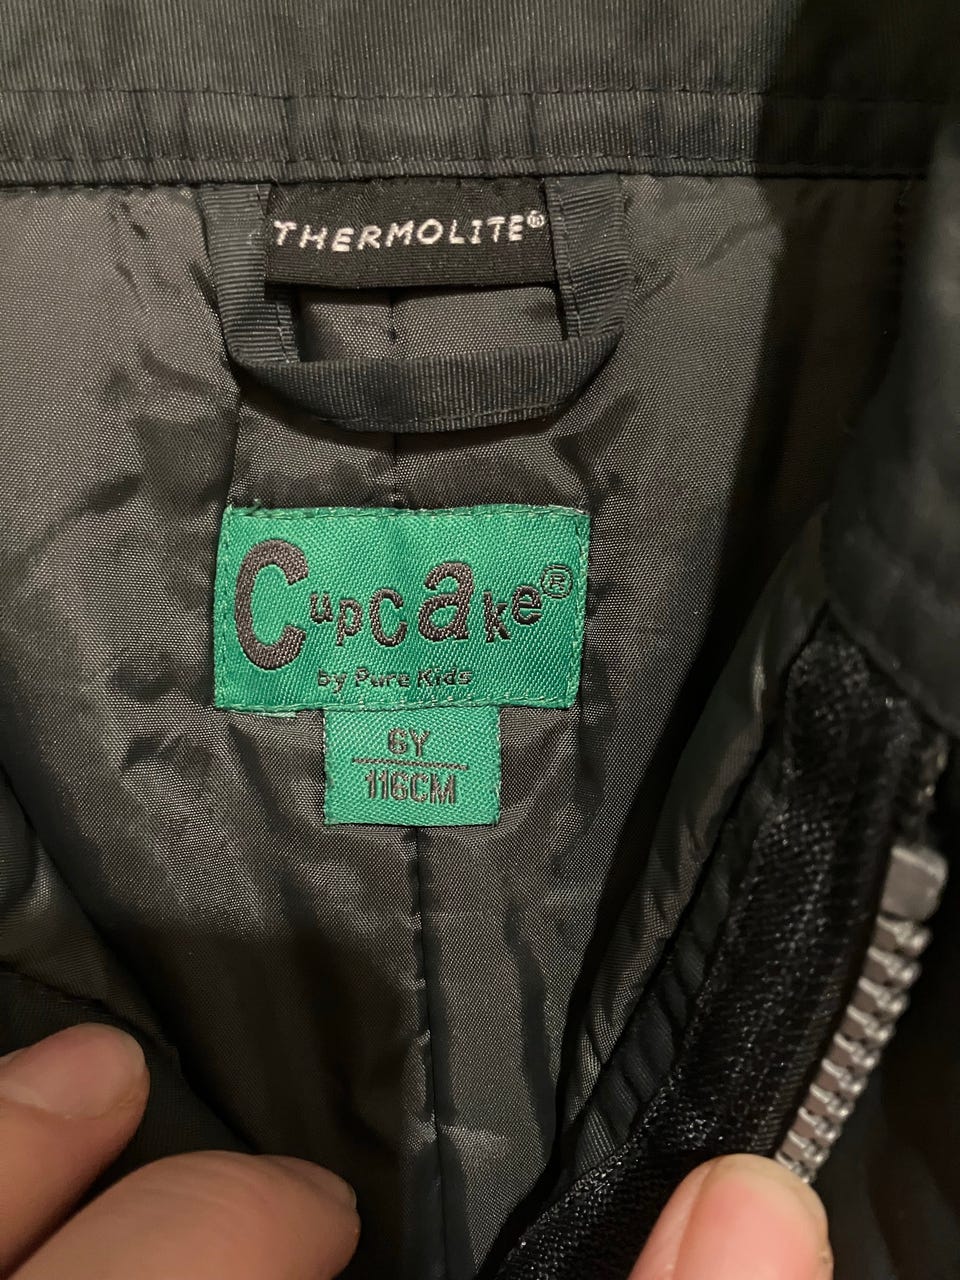 THERMOLITE®
Cupcake®
by Pure Kids
6Y
116CM